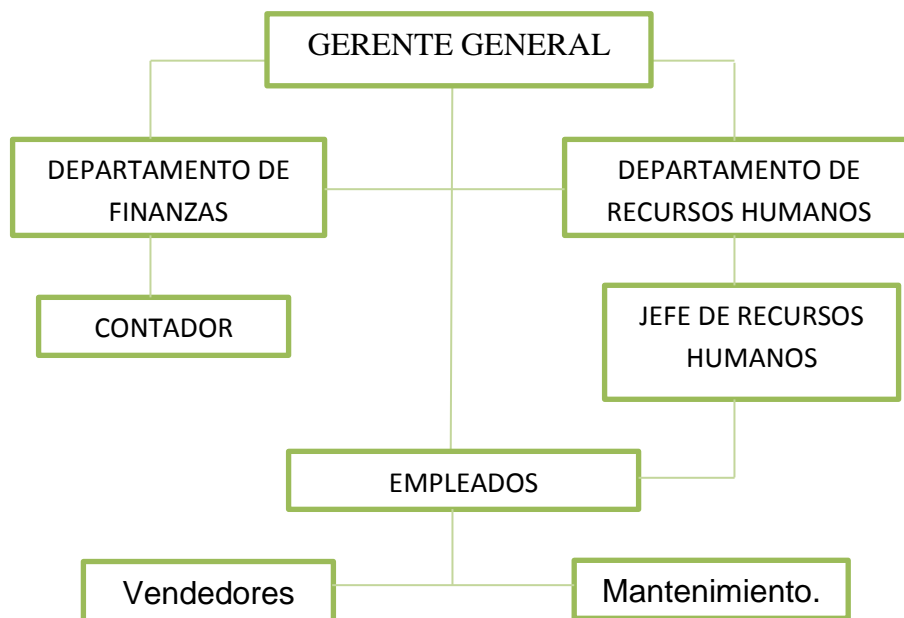 GERENTE GENERAL
DEPARTAMENTO DE
FINANZAS
DEPARTAMENTO DE
RECURSOS HUMANOS
CONTADOR
JEFE DE RECURSOS
HUMANOS
EMPLEADOS
Vendedores
Mantenimiento.